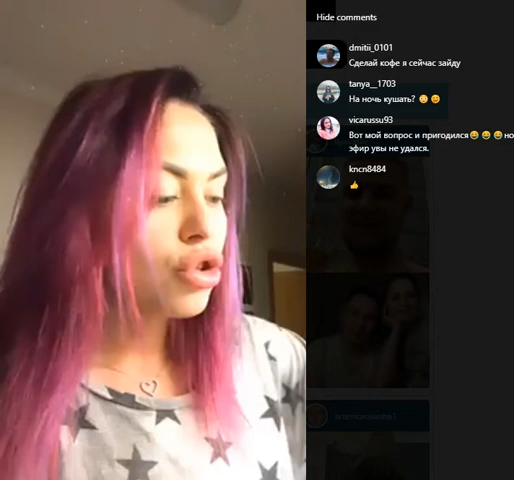 Hide comments
dmitii_0101
Сделай кофе я сейчас зайду
tanya__1703
На ночь кушать? 😳😀
vicarussu93
Вот мой вопрос и пригодился😂😂😂но
эфир увы не удался.
kncn8484
👍